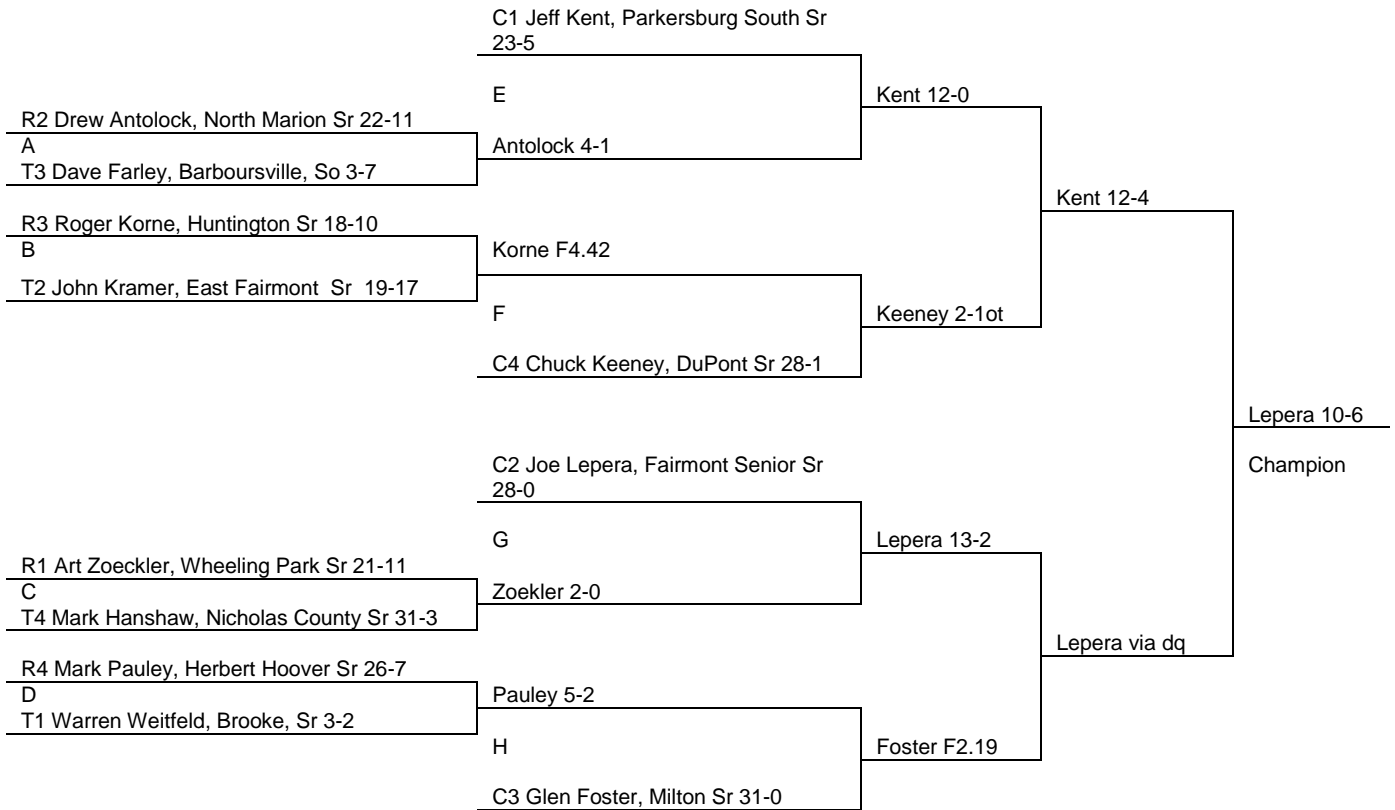 C1 Jeff Kent, Parkersburg South Sr
23-5
E
Kent 12-0
R2 Drew Antolock, North Marion Sr 22-11
A
Antolock 4-1
T3 Dave Farley, Barboursville, So 3-7
Kent 12-4
R3 Roger Korne, Huntington Sr 18-10
B
Korne F4.42
T2 John Kramer, East Fairmont  Sr  19-17
F
Keeney 2-1ot
C4 Chuck Keeney, DuPont Sr 28-1
Lepera 10-6
Champion
C2 Joe Lepera, Fairmont Senior Sr
28-0
G
Lepera 13-2
R1 Art Zoeckler, Wheeling Park Sr 21-11
C
Zoekler 2-0
T4 Mark Hanshaw, Nicholas County Sr 31-3
Lepera via dq
R4 Mark Pauley, Herbert Hoover Sr 26-7
D
Pauley 5-2
T1 Warren Weitfeld, Brooke, Sr 3-2
H
Foster F2.19
C3 Glen Foster, Milton Sr 31-0